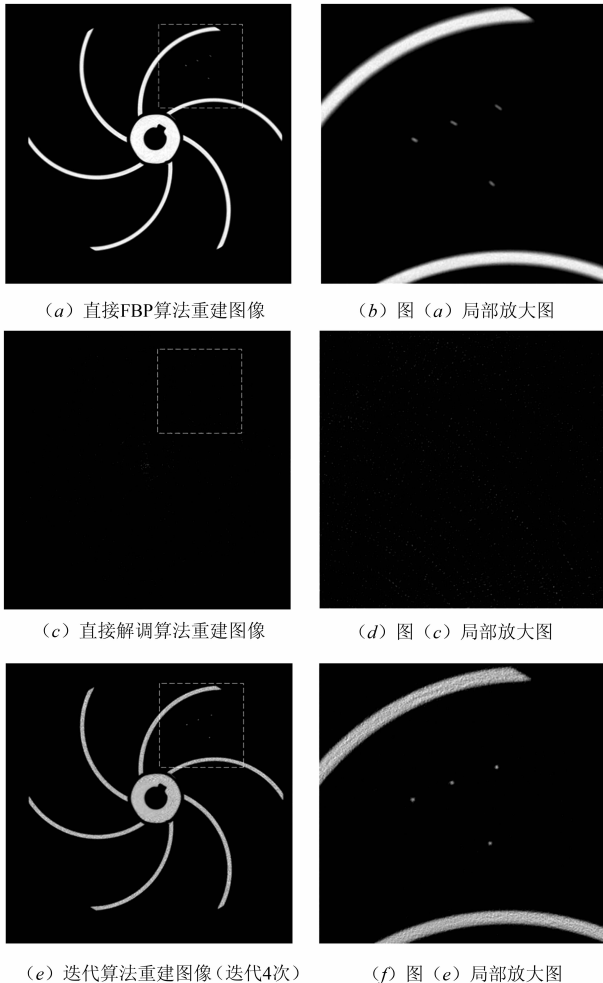 (a) 直接FBP算法重建图像
(b) 图(a)局部放大图
(c) 直接解调算法重建图像
(d) 图(c)局部放大图
(e) 迭代算法重建图像(迭代4次)
(f) 图(e)局部放大图